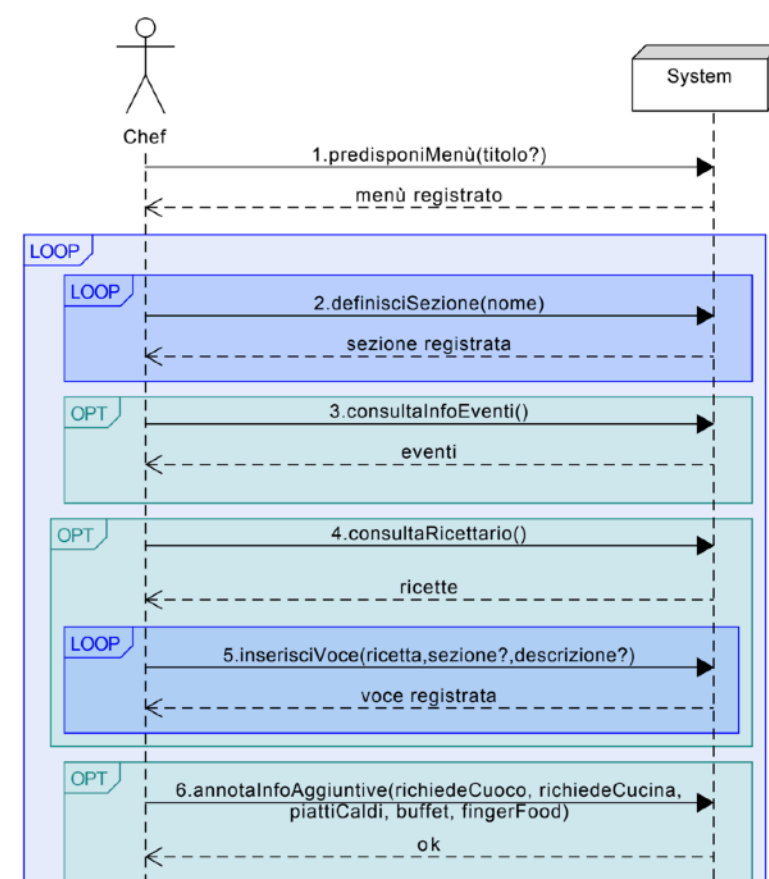 System
Chef
1.predisponiMenù(titolo?)
menù registrato
LOOP
LOOP
2.definisciSezione(nome)
sezione registrata
OPT
3.consultaInfoEventi()
eventi
OPT
4.consultaRicettario()
ricette
LOOP
5.inserisciVoce(ricetta,sezione?,descrizione?)
voce registrata
OPT
6.annotaInfoAggiuntive(richiedeCuoco, richiedeCucina,
piattiCaldi, buffet, fingerFood)
ok